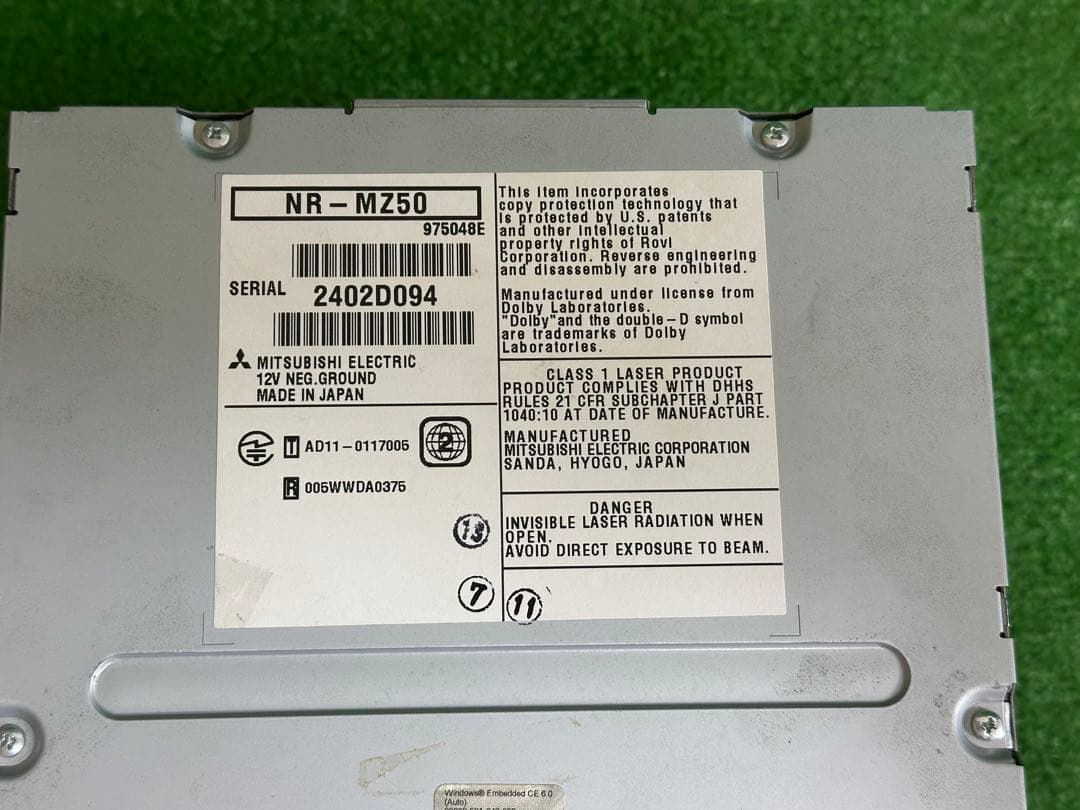 NR-MZ50
975048E
SERIAL 2402D094
MITSUBISHI ELECTRIC
12V NEG.GROUND
MADE IN JAPAN
T AD11-0117005
2
R 005WWDA0375
13
7
This item incorporates
copy protection technology that
is protected by U.S. patents
and other intellectual
property rights of Rovi
Corporation. Reverse engineering
and disassembly are prohibited.
Manufactured under license from
Dolby Laboratories.
"Dolby"and the double-D symbol
are trademarks of Dolby
Laboratories.
CLASS 1 LASER PRODUCT
PRODUCT COMPLIES WITH DHHS
RULES 21 CFR SUBCHAPTER J PART
1040:10 AT DATE OF MANUFACTURE.
MANUFACTURED
MITSUBISHI ELECTRIC CORPORATION
SANDA, HYOGO, JAPAN
DANGER
INVISIBLE LASER RADIATION WHEN
OPEN.
AVOID DIRECT EXPOSURE TO BEAM.
11
Windows® Embedded CE 6.0
(Auto)